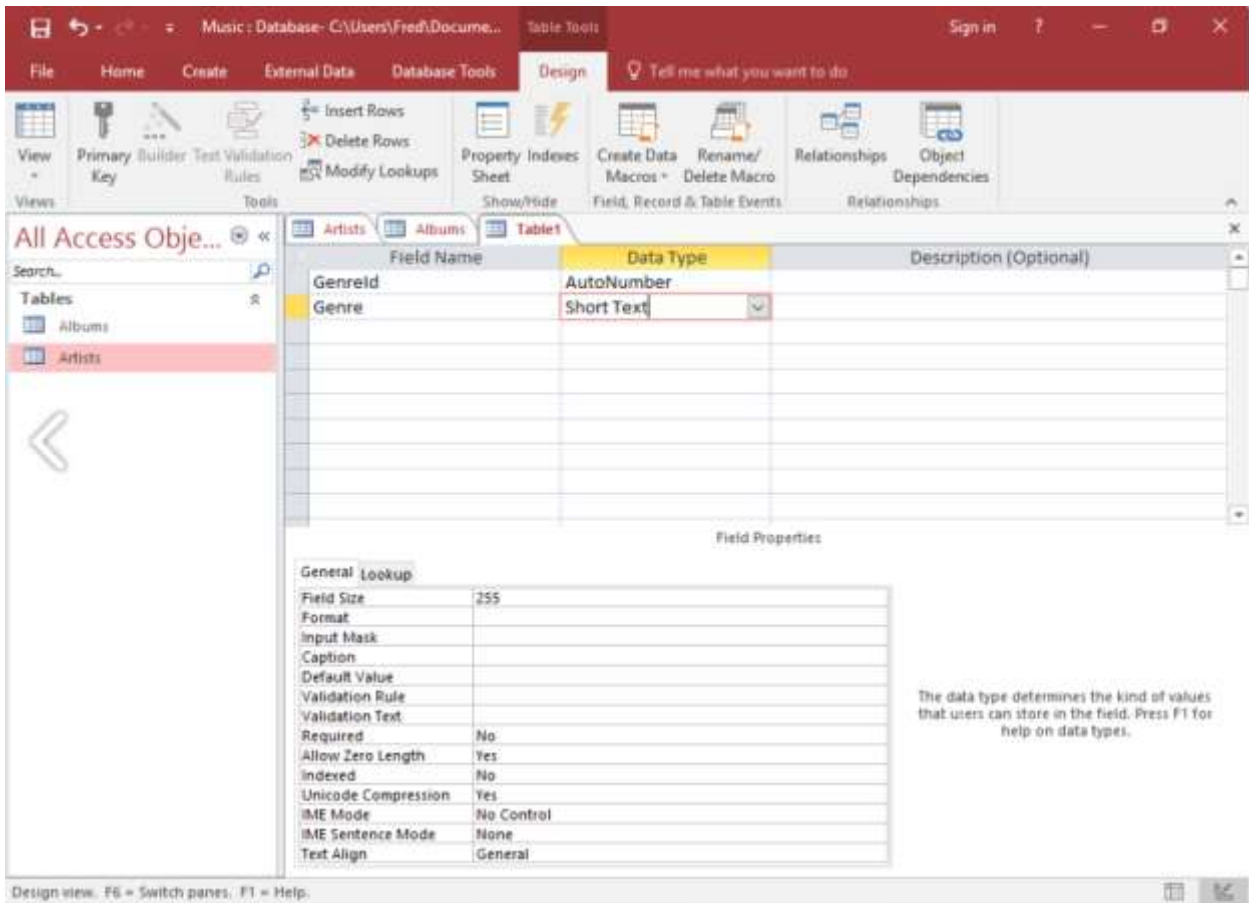 Music : Database- C:\Users\Fred\Docume... Table Tools Sign in ?
File Home Create External Data Database Tools Design Tell me what you want to do
View
Primary Key
Builder
Test Validation Rules
Insert Rows
Delete Rows
Modify Lookups
Property Sheet
Indexes
Create Data Macros
Rename/ Delete Macro
Relationships
Object Dependencies
Views Tools Show/Hide Field, Record & Table Events Relationships
All Access Obje...
Search...
Tables
Albums
Artists
Artists Albums Table1
Field Name Data Type Description (Optional)
GenreId AutoNumber
Genre Short Text
Field Properties
General Lookup
Field Size 255
Format
Input Mask
Caption
Default Value
Validation Rule
Validation Text
Required No
Allow Zero Length Yes
Indexed No
Unicode Compression Yes
IME Mode No Control
IME Sentence Mode None
Text Align General
The data type determines the kind of values
that users can store in the field. Press F1 for
help on data types.
Design view. F6 = Switch panes. F1 = Help.